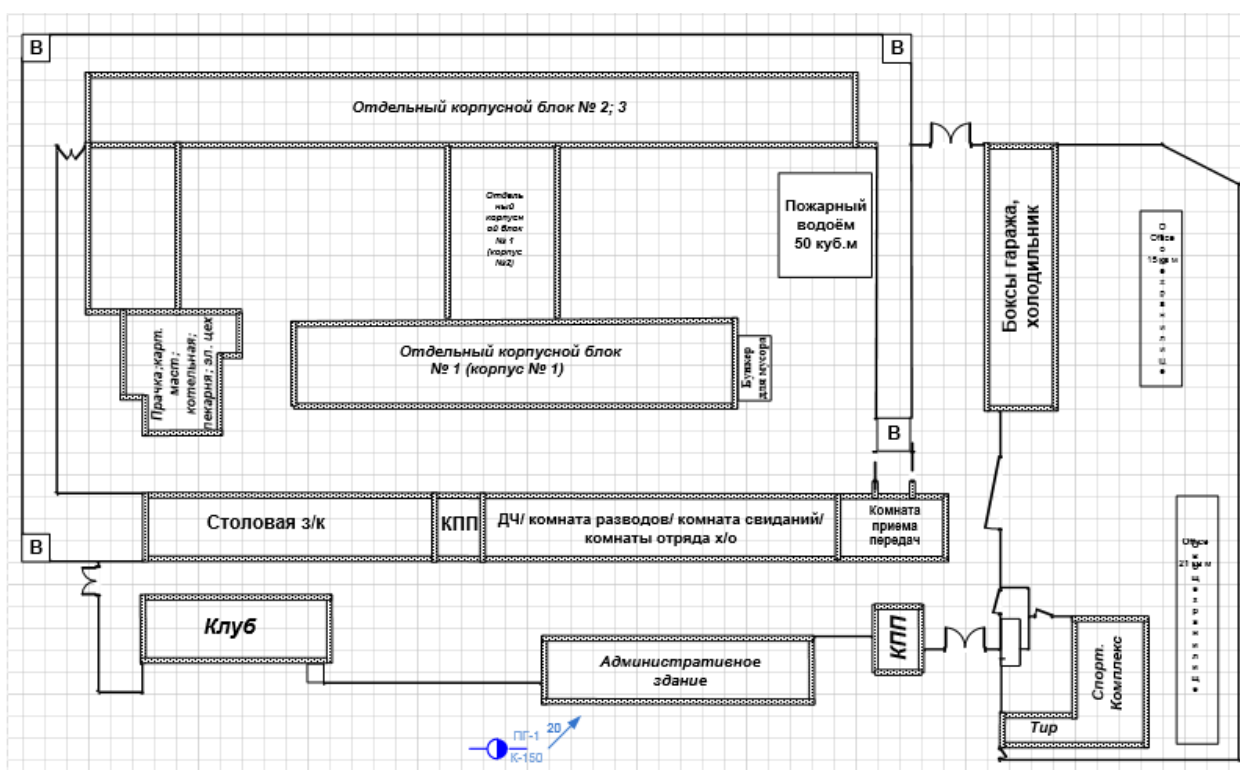 В
В
Отдельный корпусной блок № 2; 3
Отдель
ный
корпусн
ой блок
№ 1
(корпус
№2)
Пожарный
водоём
50 куб.м
Боксы гаража,
холодильник
Office
Прачка;карт.
маст;
котельная;
пекарня; эл. цех
Отдельный корпусной блок
№ 1 (корпус № 1)
Бункер
для мусора
В
Столовая з/к
КПП
ДЧ/ комната разводов/ комната свиданий/
комнаты отряда х/о
Комната
приема
передач
В
Клуб
Административное
здание
КПП
Спорт.
Комплекс
Тир
ПГ-1
К-150
20